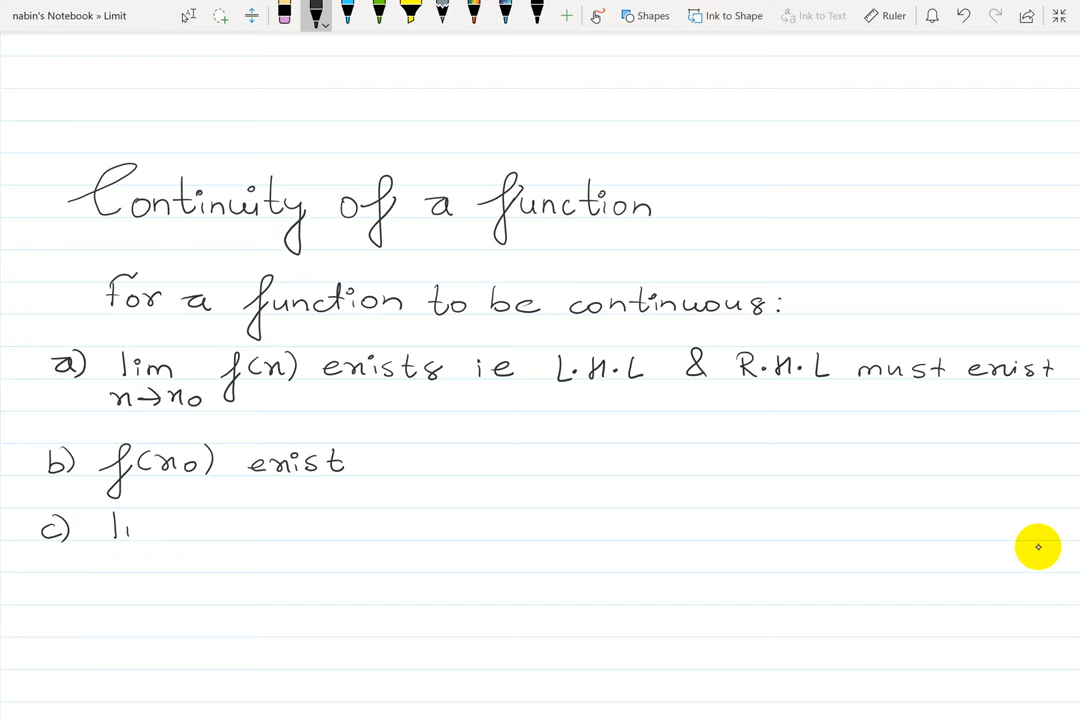 nabin's Notebook » Limit
Shapes
Ink to Shape
Ink to Text
Ruler
Continuity of a function
For a function to be continuous:
a) lim f(x) exists ie L.H.L & R.H.L must exist
x→x₀
b) f(x₀) exist
c) li